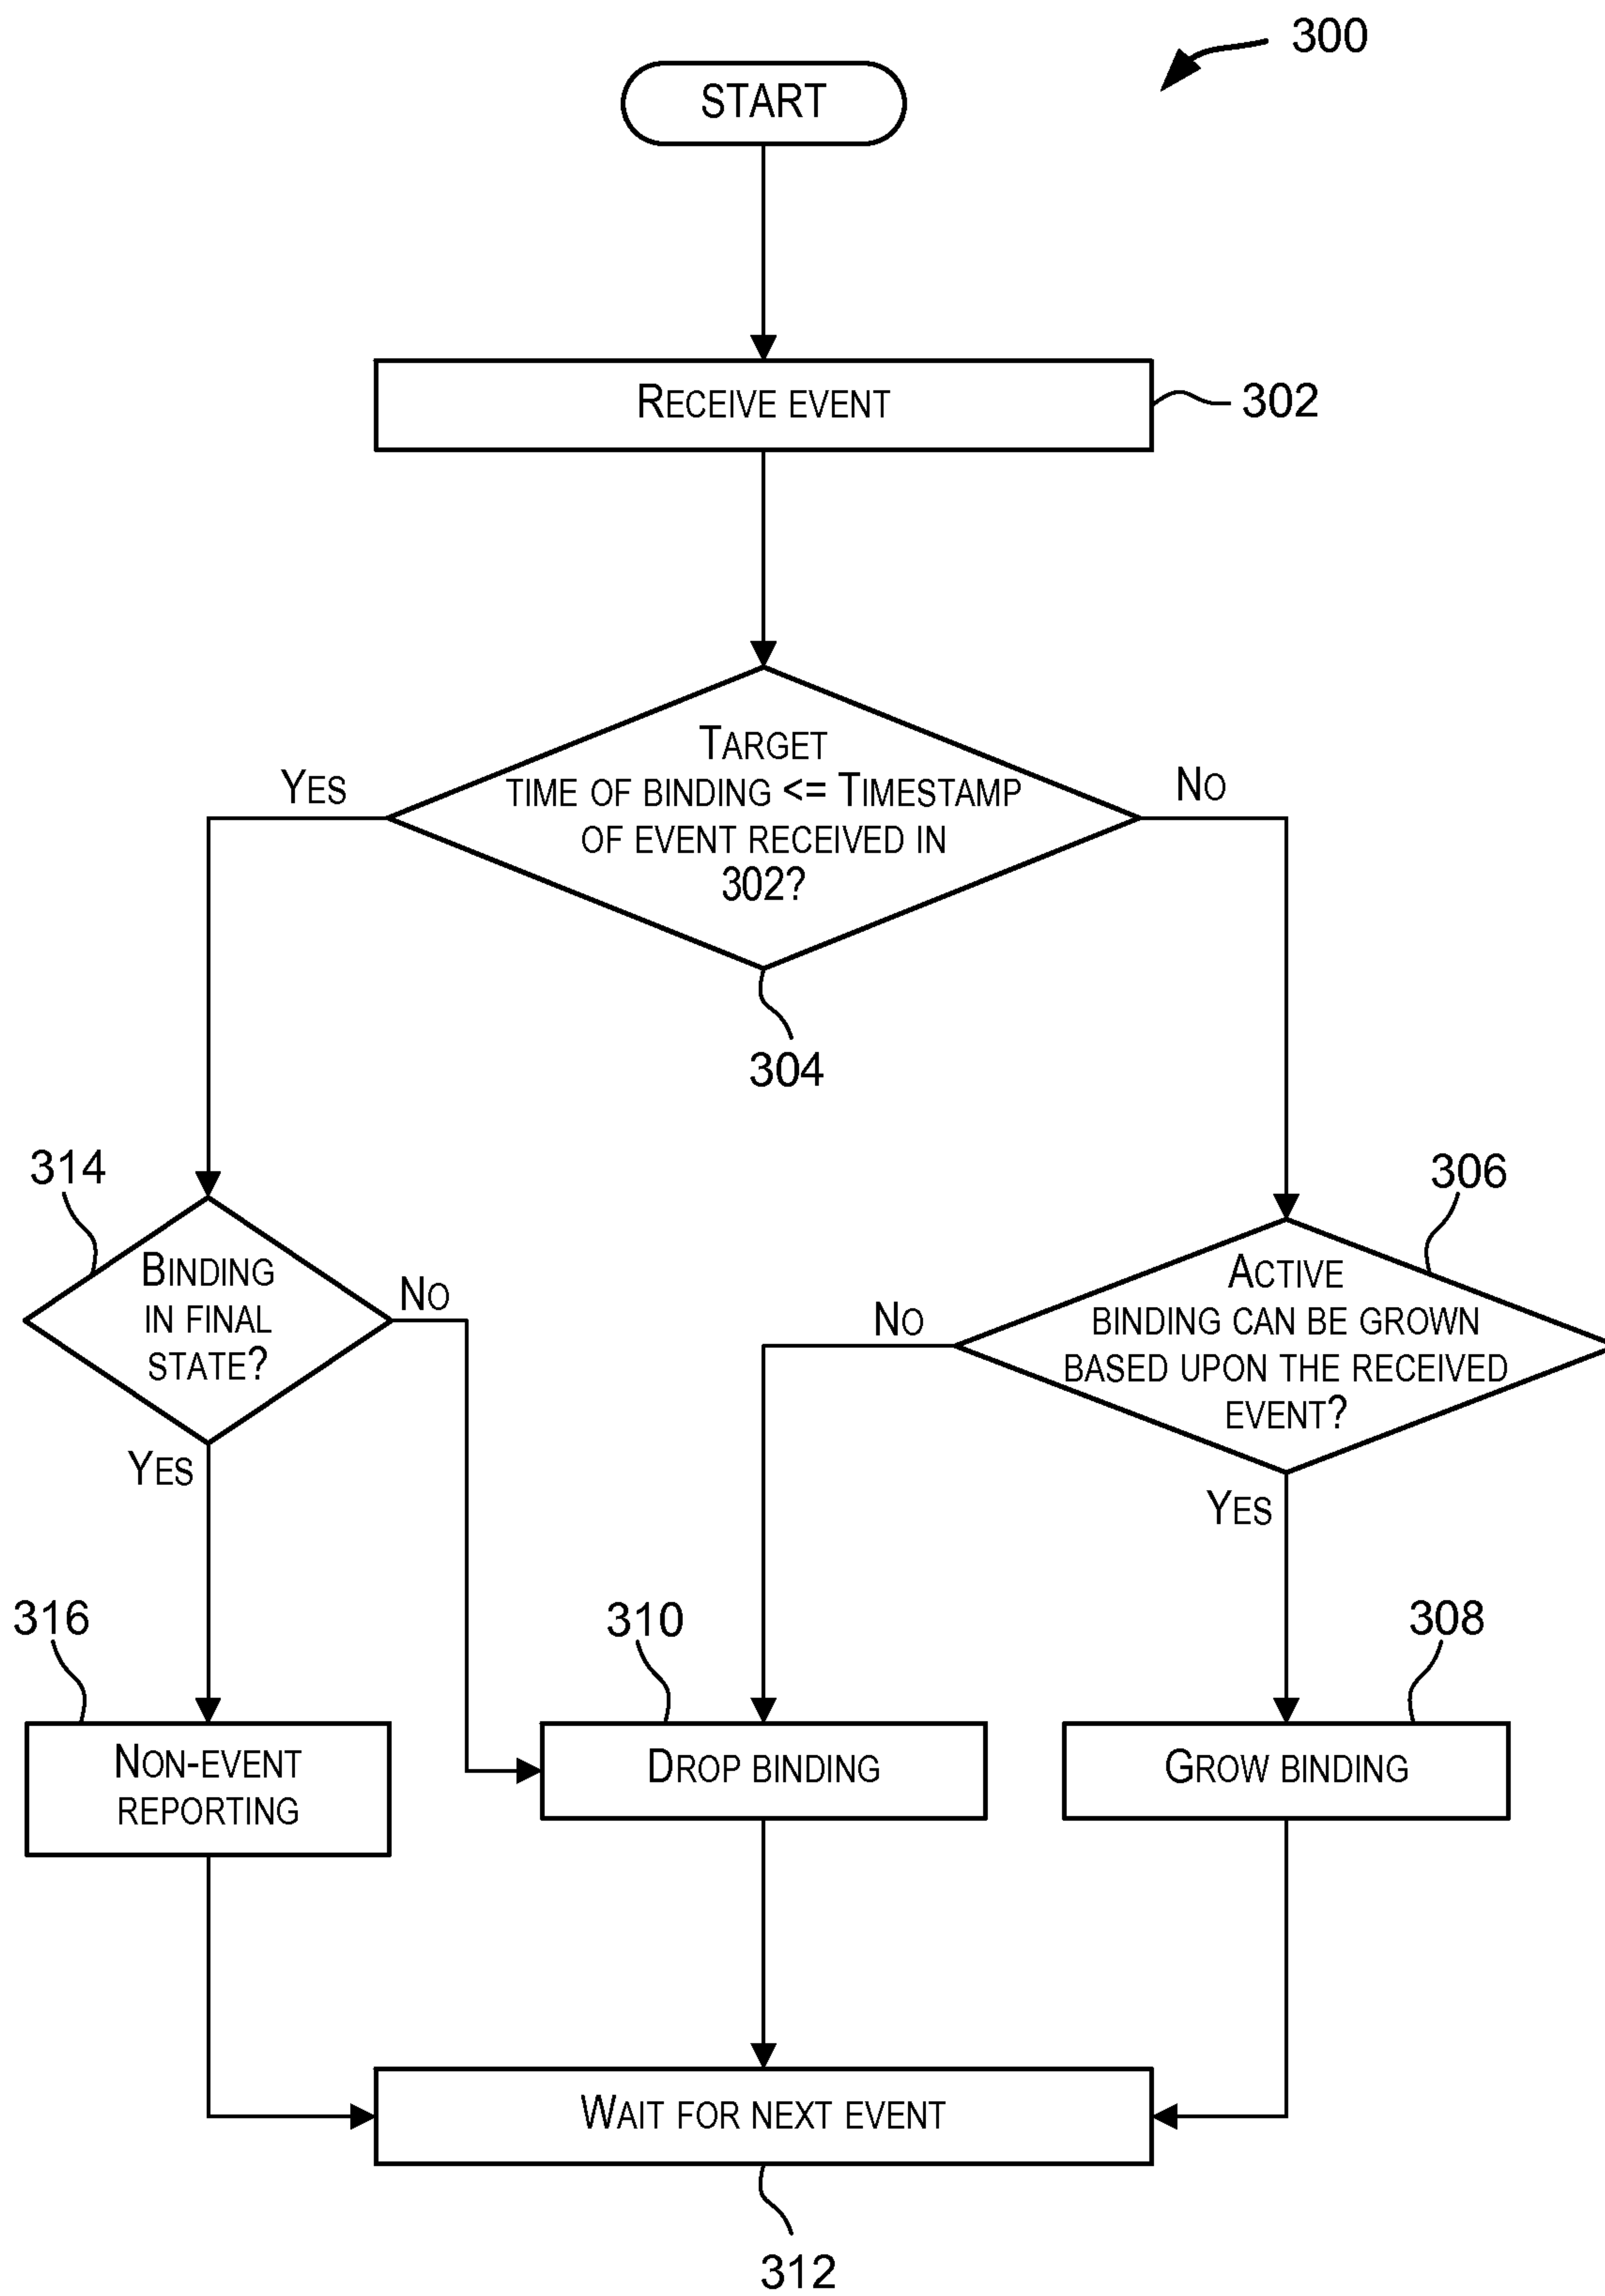 300
START
RECEIVE EVENT
302
TARGET
TIME OF BINDING <= TIMESTAMP
OF EVENT RECEIVED IN
302?
YES
NO
304
314
306
BINDING
IN FINAL
STATE?
NO
YES
ACTIVE
BINDING CAN BE GROWN
BASED UPON THE RECEIVED
EVENT?
NO
YES
316
310
308
NON-EVENT
REPORTING
DROP BINDING
GROW BINDING
WAIT FOR NEXT EVENT
312